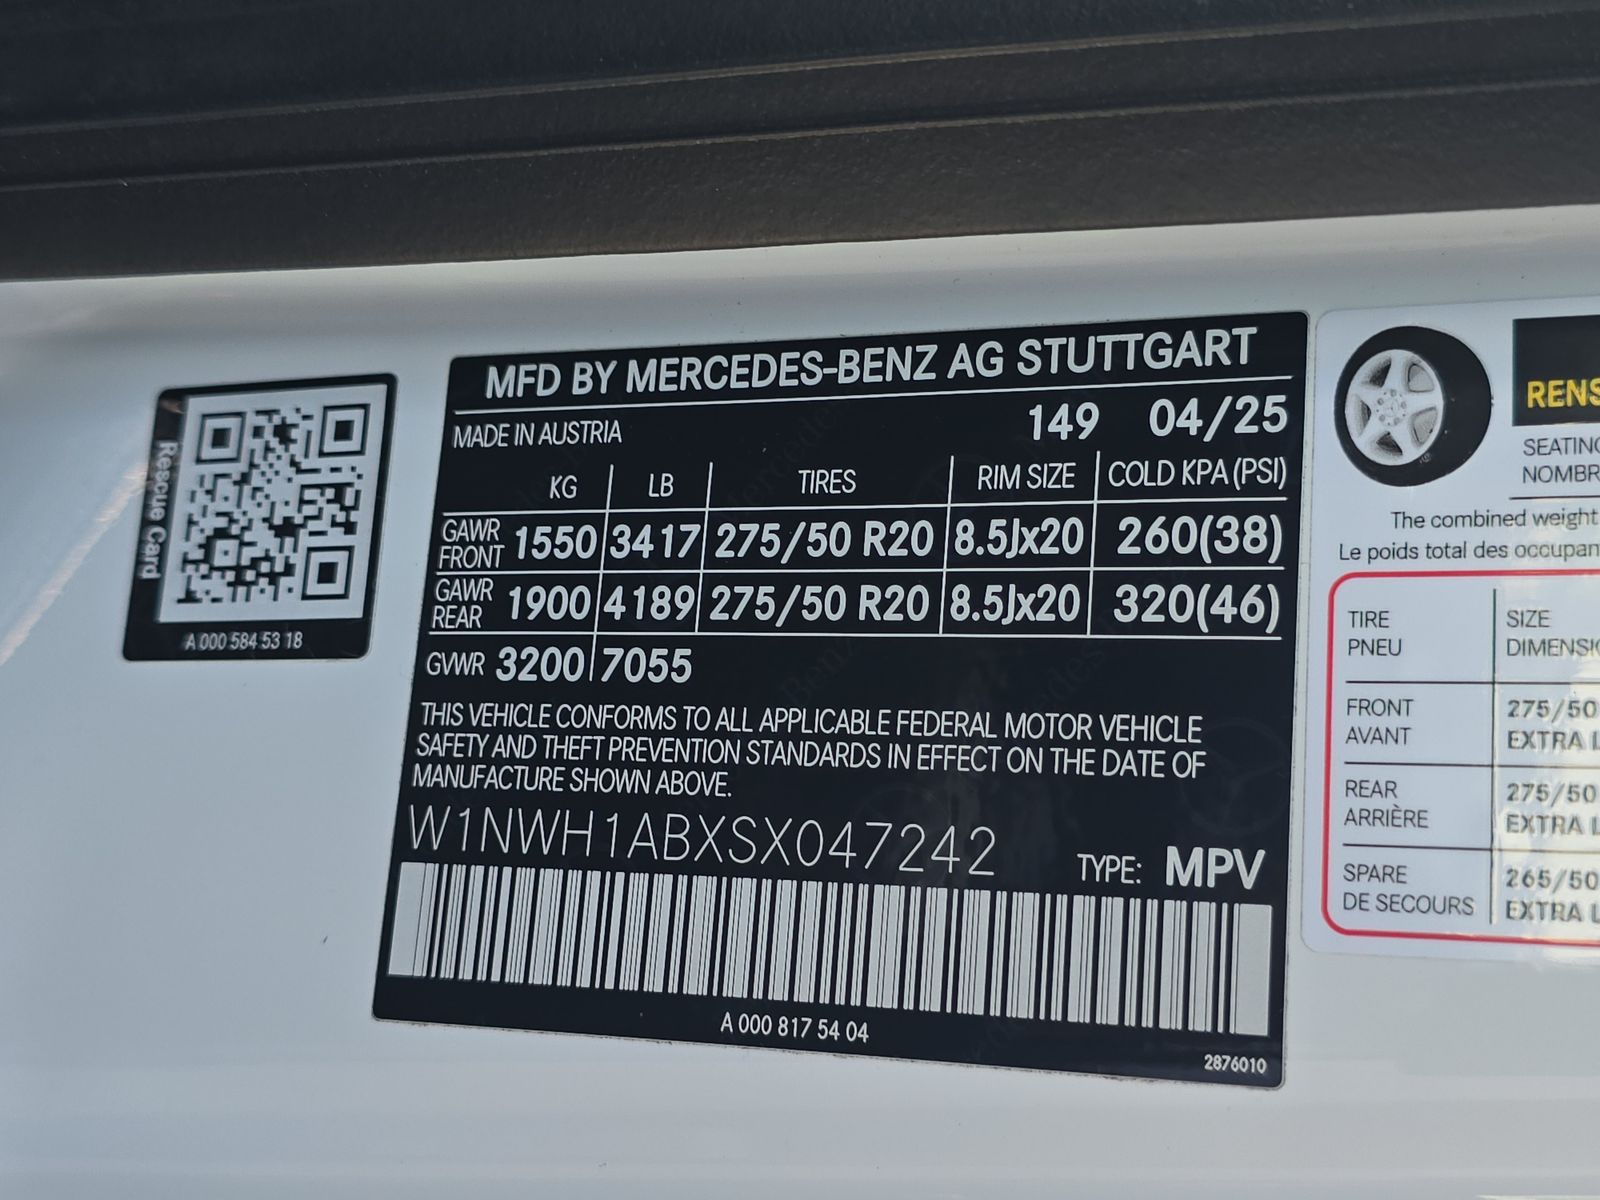 Rescue Card
A 000 584 53 18
MFD BY MERCEDES-BENZ AG STUTTGART
MADE IN AUSTRIA 149 04/25
KG LB TIRES RIM SIZE COLD KPA (PSI)
GAWR FRONT 1550 3417 275/50 R20 8.5Jx20 260(38)
GAWR REAR 1900 4189 275/50 R20 8.5Jx20 320(46)
GVWR 3200 7055
THIS VEHICLE CONFORMS TO ALL APPLICABLE FEDERAL MOTOR VEHICLE
SAFETY AND THEFT PREVENTION STANDARDS IN EFFECT ON THE DATE OF
MANUFACTURE SHOWN ABOVE.
W1NWH1ABXSX047242 TYPE: MPV
A 000 817 54 04
2876010
RENS
SEATING
NOMBR
The combined weight
Le poids total des occupan
TIRE SIZE
PNEU DIMENSIO
FRONT 275/50
AVANT EXTRA L
REAR 275/50
ARRIÈRE EXTRA L
SPARE 265/50
DE SECOURS EXTRA L